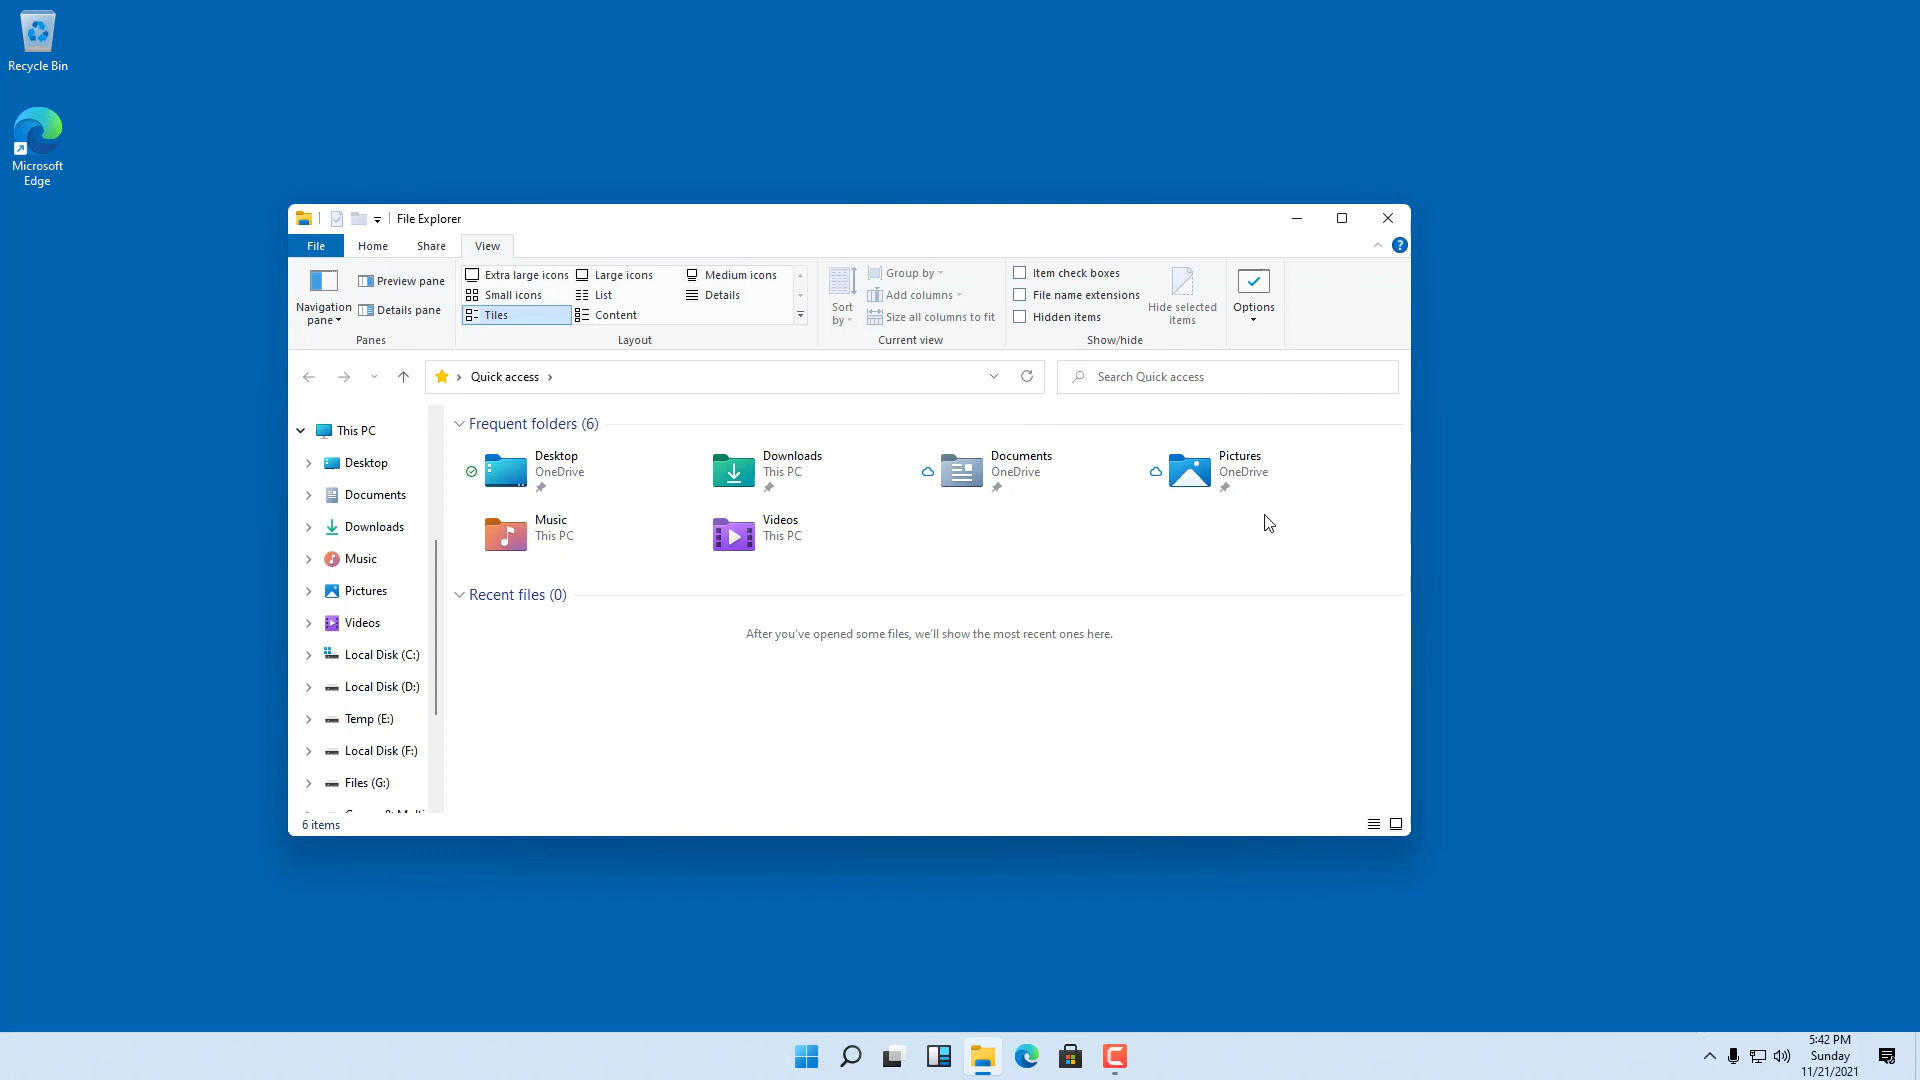 Recycle Bin
Microsoft
Edge
File Explorer
File
Home
Share
View
?
Navigation
pane
Preview pane
Details pane
Panes
Extra large icons
Large icons
Medium icons
Small icons
List
Details
Tiles
Content
Layout
Sort
by
Group by
Add columns
Size all columns to fit
Current view
Item check boxes
File name extensions
Hidden items
Hide selected
items
Show/hide
Options
Quick access
Search Quick access
This PC
Desktop
Documents
Downloads
Music
Pictures
Videos
Local Disk (C:)
Local Disk (D:)
Temp (E:)
Local Disk (F:)
Files (G:)
Frequent folders (6)
Desktop
OneDrive
Downloads
This PC
Documents
OneDrive
Pictures
OneDrive
Music
This PC
Videos
This PC
Recent files (0)
After you've opened some files, we'll show the most recent ones here.
6 items
5:42 PM
Sunday
11/21/2021